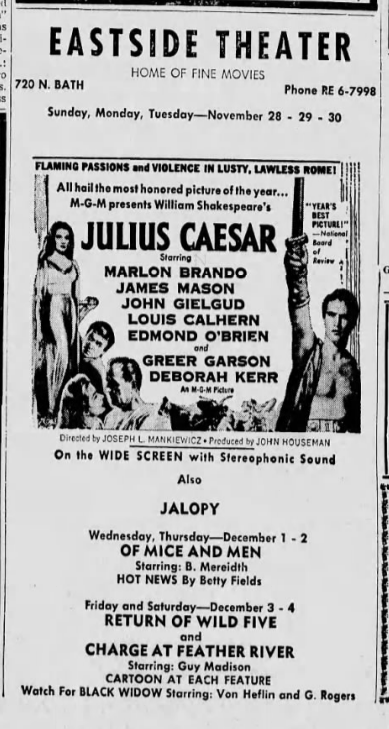 EASTSIDE THEATER
HOME OF FINE MOVIES
720 N. BATH
Phone RE 6-7998
Sunday, Monday, Tuesday—November 28 - 29 - 30
FLAMING PASSIONS and VIOLENCE IN LUSTY, LAWLESS ROME!
All hail the most honored picture of the year...
M-G-M presents William Shakespeare's
JULIUS CAESAR
"YEAR'S
BEST
PICTURE!"
—National
Board
of
Review
Starring
MARLON BRANDO
JAMES MASON
JOHN GIELGUD
LOUIS CALHERN
EDMOND O'BRIEN
and
GREER GARSON
DEBORAH KERR
An M-G-M Picture
Directed by JOSEPH L. MANKIEWICZ • Produced by JOHN HOUSEMAN
On the WIDE SCREEN with Stereophonic Sound
Also
JALOPY
Wednesday, Thursday—December 1 - 2
OF MICE AND MEN
Starring: B. Mereidth
HOT NEWS By Betty Fields
Friday and Saturday—December 3 - 4
RETURN OF WILD FIVE
and
CHARGE AT FEATHER RIVER
Starring: Guy Madison
CARTOON AT EACH FEATURE
Watch For BLACK WIDOW Starring: Von Heflin and G. Rogers